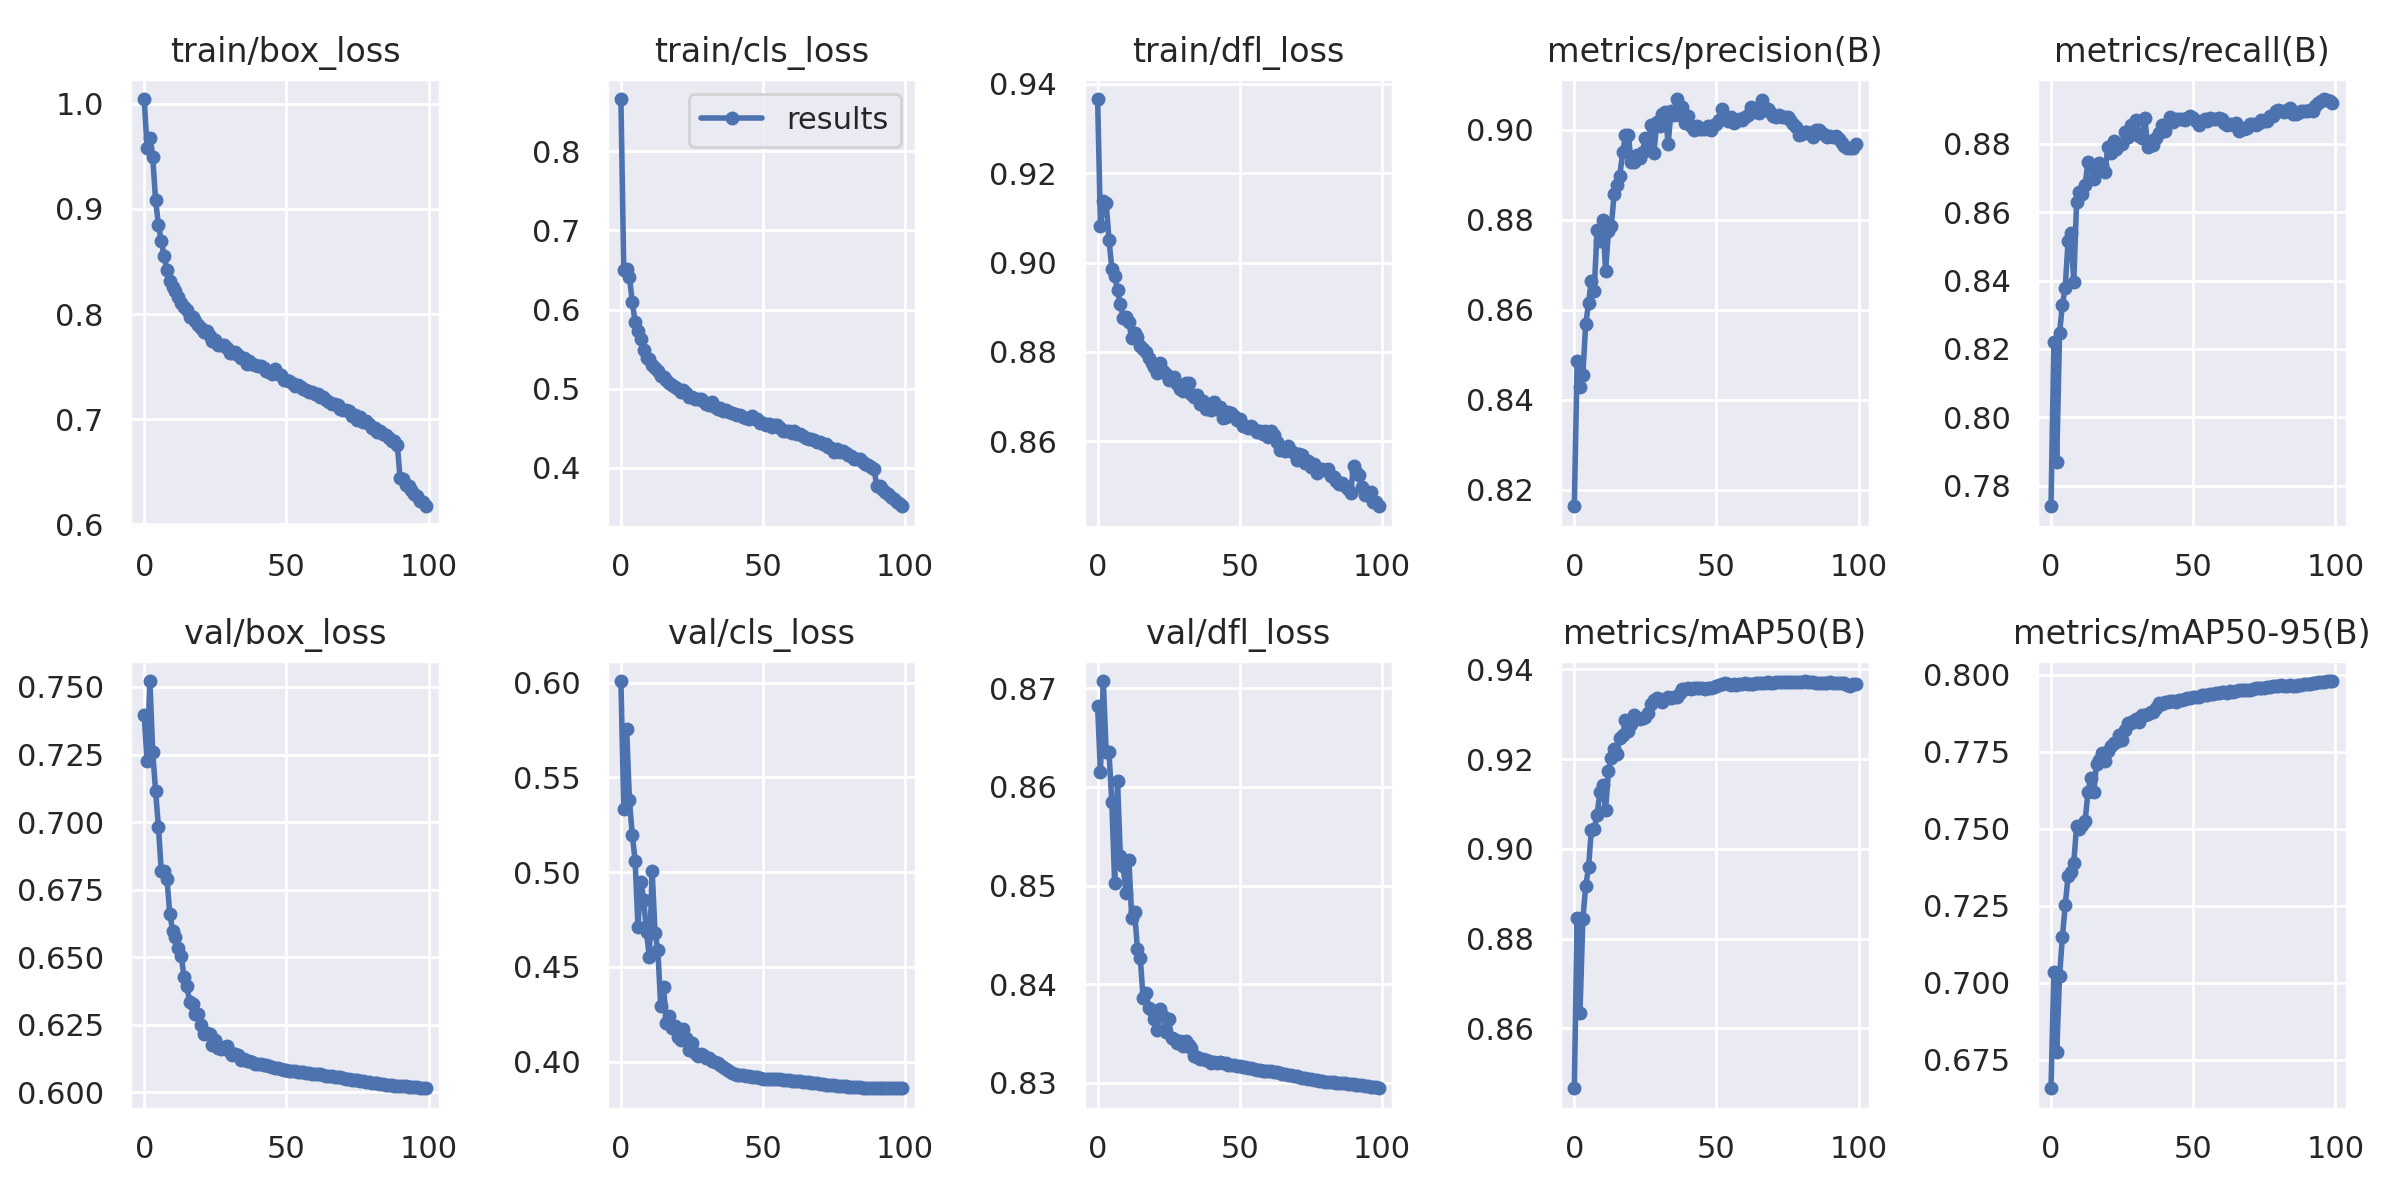 train/box_loss
1.0
0.9
0.8
0.7
0.6
0 50 100
train/cls_loss
results
0.8
0.7
0.6
0.5
0.4
0 50 100
train/dfl_loss
0.94
0.92
0.90
0.88
0.86
0 50 100
metrics/precision(B)
0.90
0.88
0.86
0.84
0.82
0 50 100
metrics/recall(B)
0.88
0.86
0.84
0.82
0.80
0.78
0 50 100
val/box_loss
0.750
0.725
0.700
0.675
0.650
0.625
0.600
0 50 100
val/cls_loss
0.60
0.55
0.50
0.45
0.40
0 50 100
val/dfl_loss
0.87
0.86
0.85
0.84
0.83
0 50 100
metrics/mAP50(B)
0.94
0.92
0.90
0.88
0.86
0 50 100
metrics/mAP50-95(B)
0.800
0.775
0.750
0.725
0.700
0.675
0 50 100